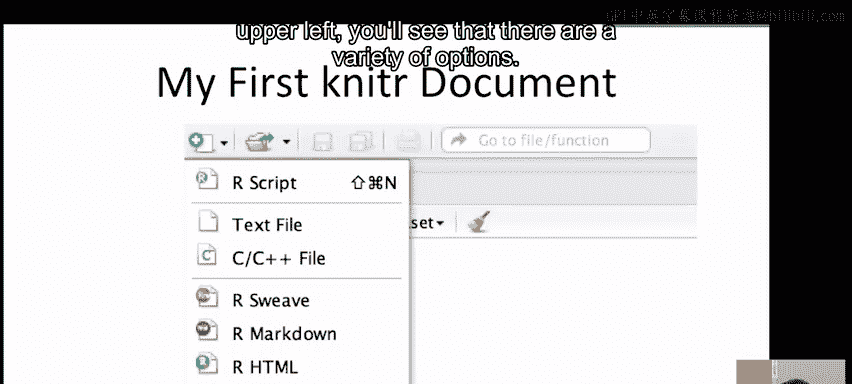 upper left, you'll see that there are a
variety of options.
My First knitr Document
Go to file/function
R Script ⇧⌘N
Text File
C/C++ File
R Sweave
R Markdown
R HTML